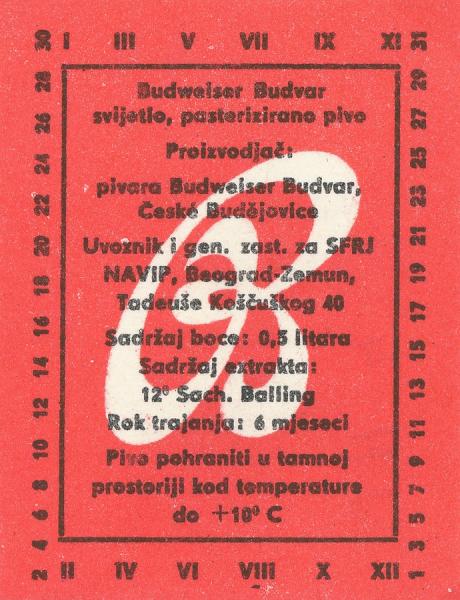 I III V VII IX XI
30 28 26 24 22 20 18 16 14 12 10 8 6 4 2
Budweiser Budvar
svijetlo, pasterizirano pivo
Proizvodjač:
pivara Budweiser Budvar,
České Budějovice
Uvoznik i gen. zast. za SFRJ
NAVIP, Beograd-Zemun,
Tadeuše Koščuškog 40
Sadržaj boce: 0,5 litara
Sadržaj extrakta:
12⁰ Sach. Balling
Rok trajanja: 6 mjeseci
Pivo pohraniti u tamnoj
prostoriji kod temperature
do +10⁰ C
31 29 27 25 23 21 19 17 15 13 11 9 7 5 3 1
II IV VI VIII X XII